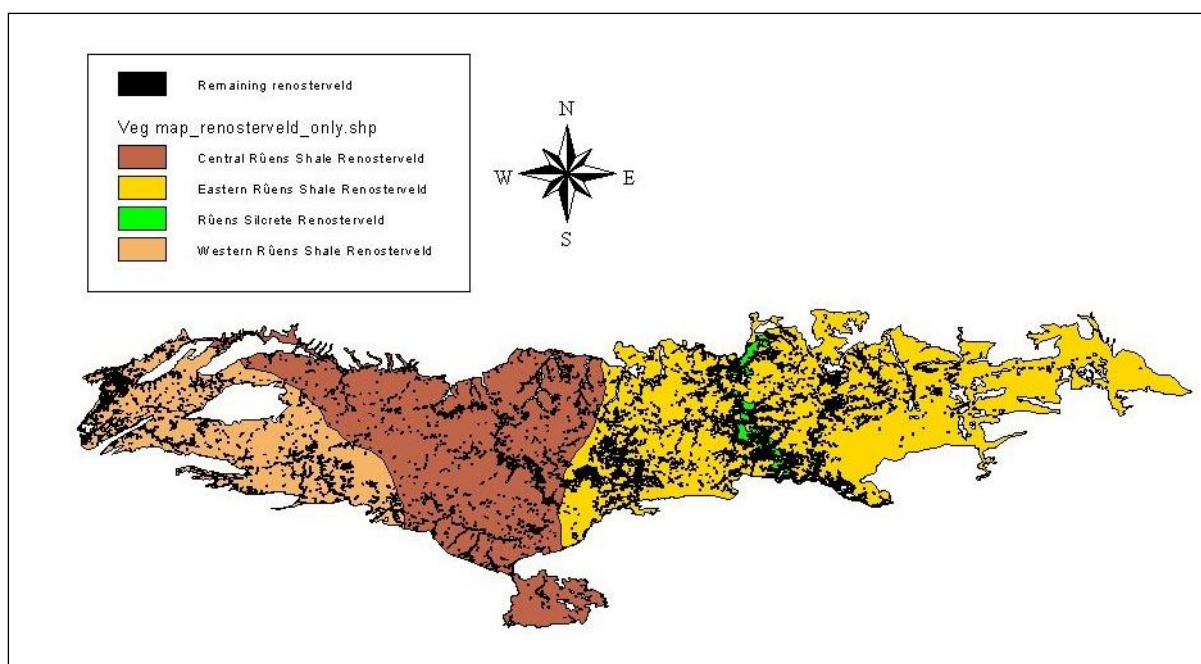 Remaining renosterveld
Veg map_renosterveld_only.shp
Central Rûens Shale Renosterveld
Eastern Rûens Shale Renosterveld
Rûens Silcrete Renosterveld
Western Rûens Shale Renosterveld
N
W E
S